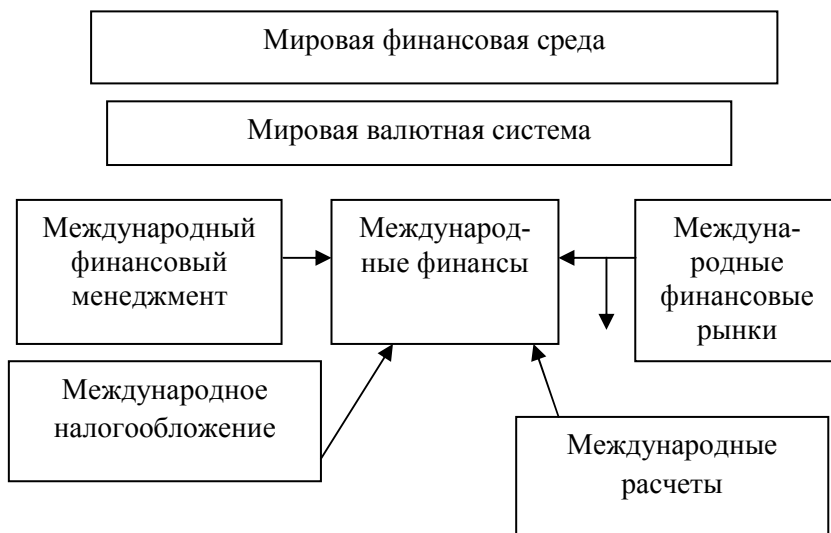 Мировая финансовая среда
Мировая валютная система
Международный
финансовый
менеджмент
Международ-
ные финансы
Междуна-
родные
финансовые
рынки
Международное
налогообложение
Международные
расчеты